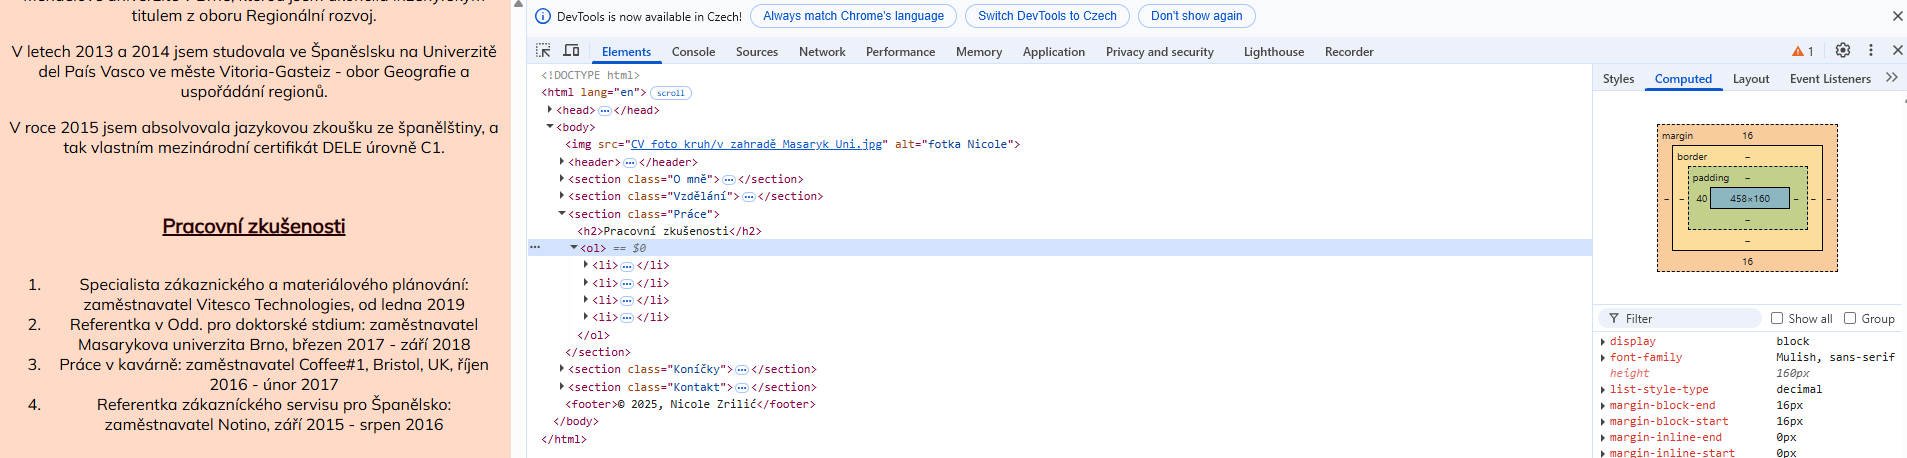 titulem z oboru Regionální rozvoj.
V letech 2013 a 2014 jsem studovala ve Španěslsku na Univerzitě
del País Vasco ve měste Vitoria-Gasteiz - obor Geografie a
uspořádání regionů.
V roce 2015 jsem absolvovala jazykovou zkoušku ze španělštiny, a
tak vlastním mezinárodní certifikát DELE úrovně C1.
Pracovní zkušenosti
1. Specialista zákaznického a materiálového plánování:
zaměstnavatel Vitesco Technologies, od ledna 2019
2. Referentka v Odd. pro doktorské stdium: zaměstnavatel
Masarykova univerzita Brno, březen 2017 - září 2018
3. Práce v kavárně: zaměstnavatel Coffee#1, Bristol, UK, říjen
2016 - únor 2017
4. Referentka zákazníckého servisu pro Španělsko:
zaměstnavatel Notino, září 2015 - srpen 2016
DevTools is now available in Czech! Always match Chrome's language Switch DevTools to Czech Don't show again
Elements Console Sources Network Performance Memory Application Privacy and security Lighthouse Recorder 1
<!DOCTYPE html>
<html lang="en"> scroll
<head> … </head>
<body>
<img src="CV foto kruh/v zahradě Masaryk Uni.jpg" alt="fotka Nicole">
<header> … </header>
<section class="O mně"> … </section>
<section class="Vzdělání"> … </section>
<section class="Práce">
<h2>Pracovní zkušenosti</h2>
… <ol> == $0
<li> … </li>
<li> … </li>
<li> … </li>
<li> … </li>
</ol>
</section>
<section class="Koníčky"> … </section>
<section class="Kontakt"> … </section>
<footer>© 2025, Nicole Zrilić</footer>
</body>
</html>
Styles Computed Layout Event Listeners
margin 16
border –
padding –
– – 40 458×160 – – –
–
–
16
Filter Show all Group
display block
font-family Mulish, sans-serif
height 160px
list-style-type decimal
margin-block-end 16px
margin-block-start 16px
margin-inline-end 0px
margin-inline-start 0px